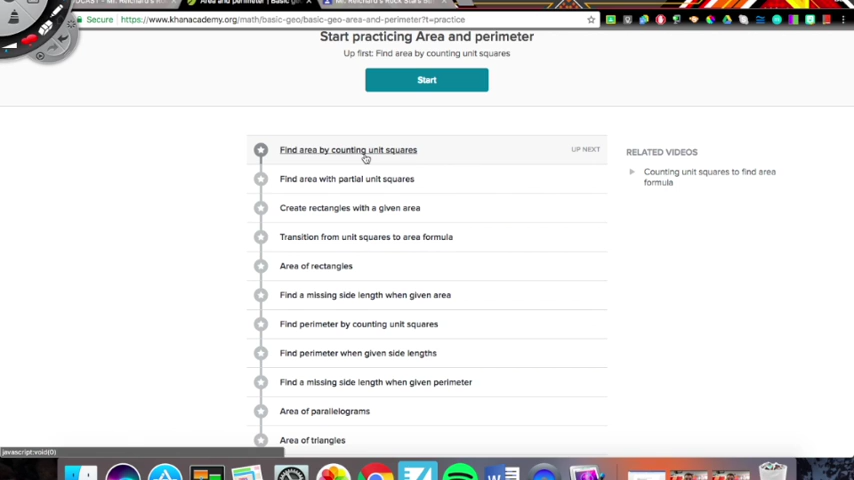 Area and perimeter | Basic ge
Secure
https://www.khanacademy.org/math/basic-geo/basic-geo-area-and-perimeter?t=practice
Start practicing Area and perimeter
Up first: Find area by counting unit squares
Start
Find area by counting unit squares
UP NEXT
RELATED VIDEOS
Counting unit squares to find area
formula
Find area with partial unit squares
Create rectangles with a given area
Transition from unit squares to area formula
Area of rectangles
Find a missing side length when given area
Find perimeter by counting unit squares
Find perimeter when given side lengths
Find a missing side length when given perimeter
Area of parallelograms
Area of triangles
javascript:void(0)